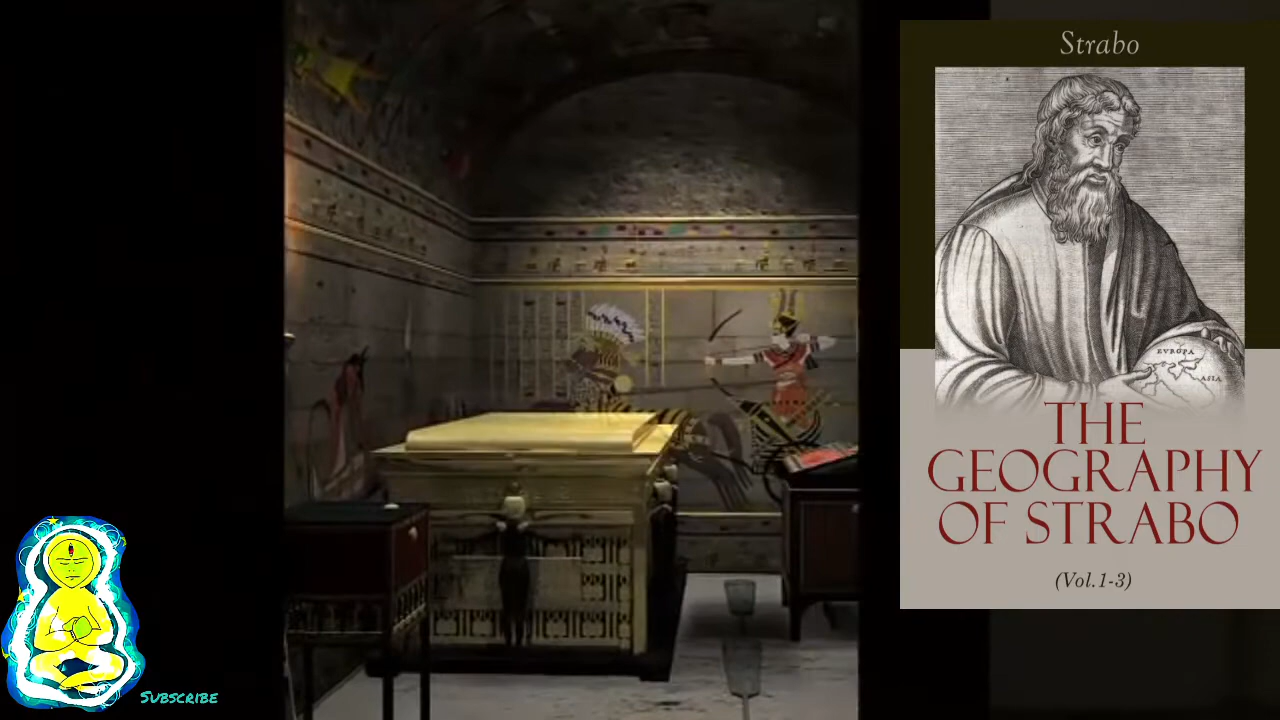 Strabo
EVROPA
ASIA
THE
GEOGRAPHY
OF STRABO
(Vol.1-3)
Subscribe